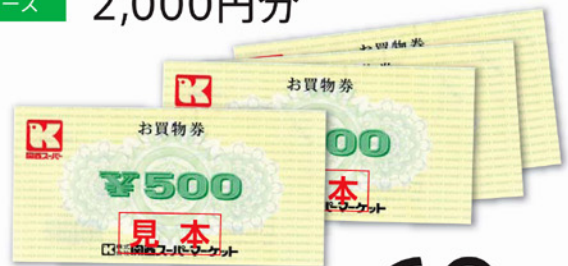 ース
2,000円分
お買物券
お買物券
お買物券
関西スーパー
¥500
00
見本
本
関西スーパーマーケット
パーマーケット